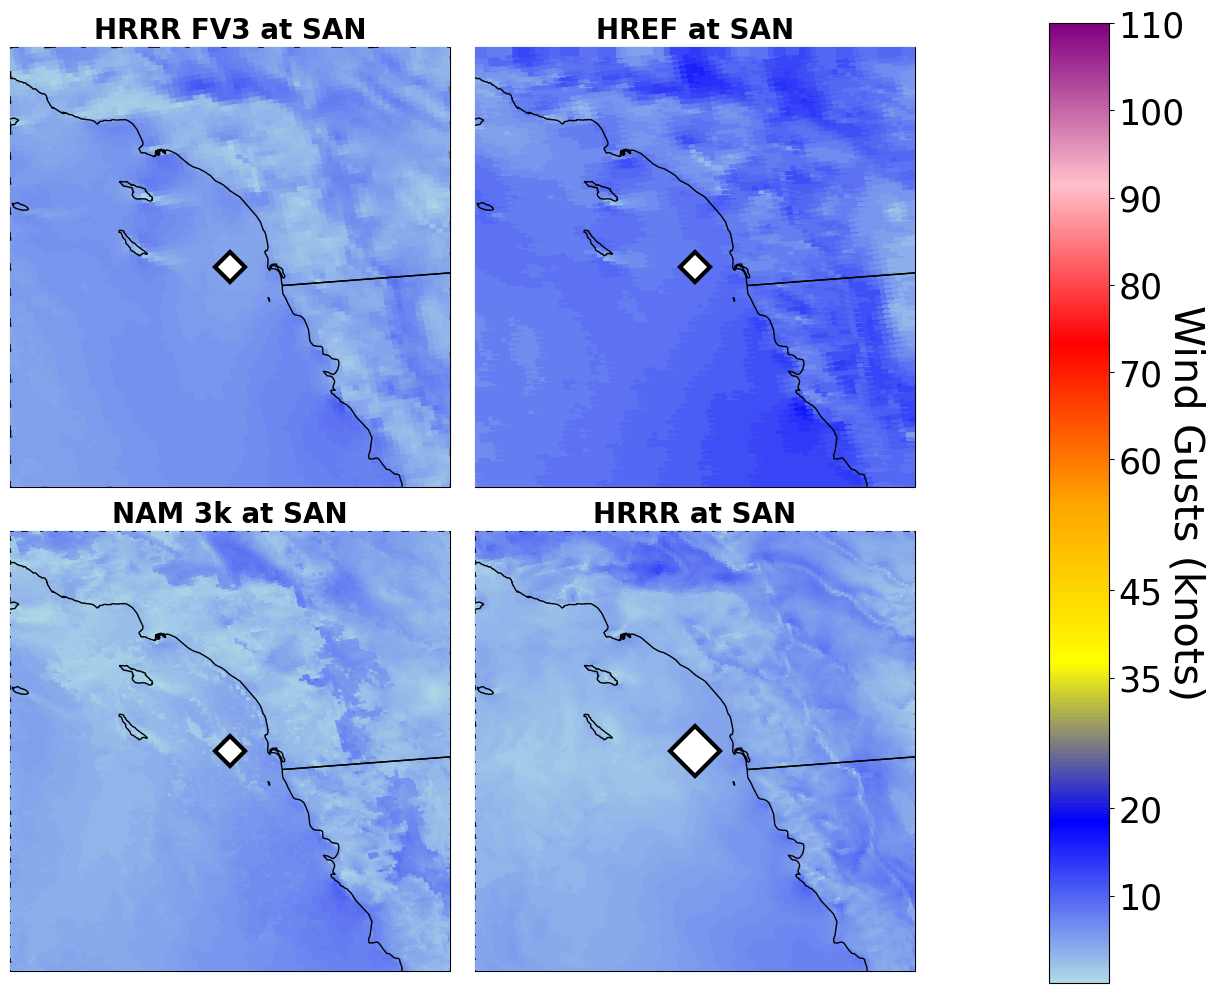 HRRR FV3 at SAN
HREF at SAN
NAM 3k at SAN
HRRR at SAN
110
100
90
80
70
60
45
35
20
10
Wind Gusts (knots)